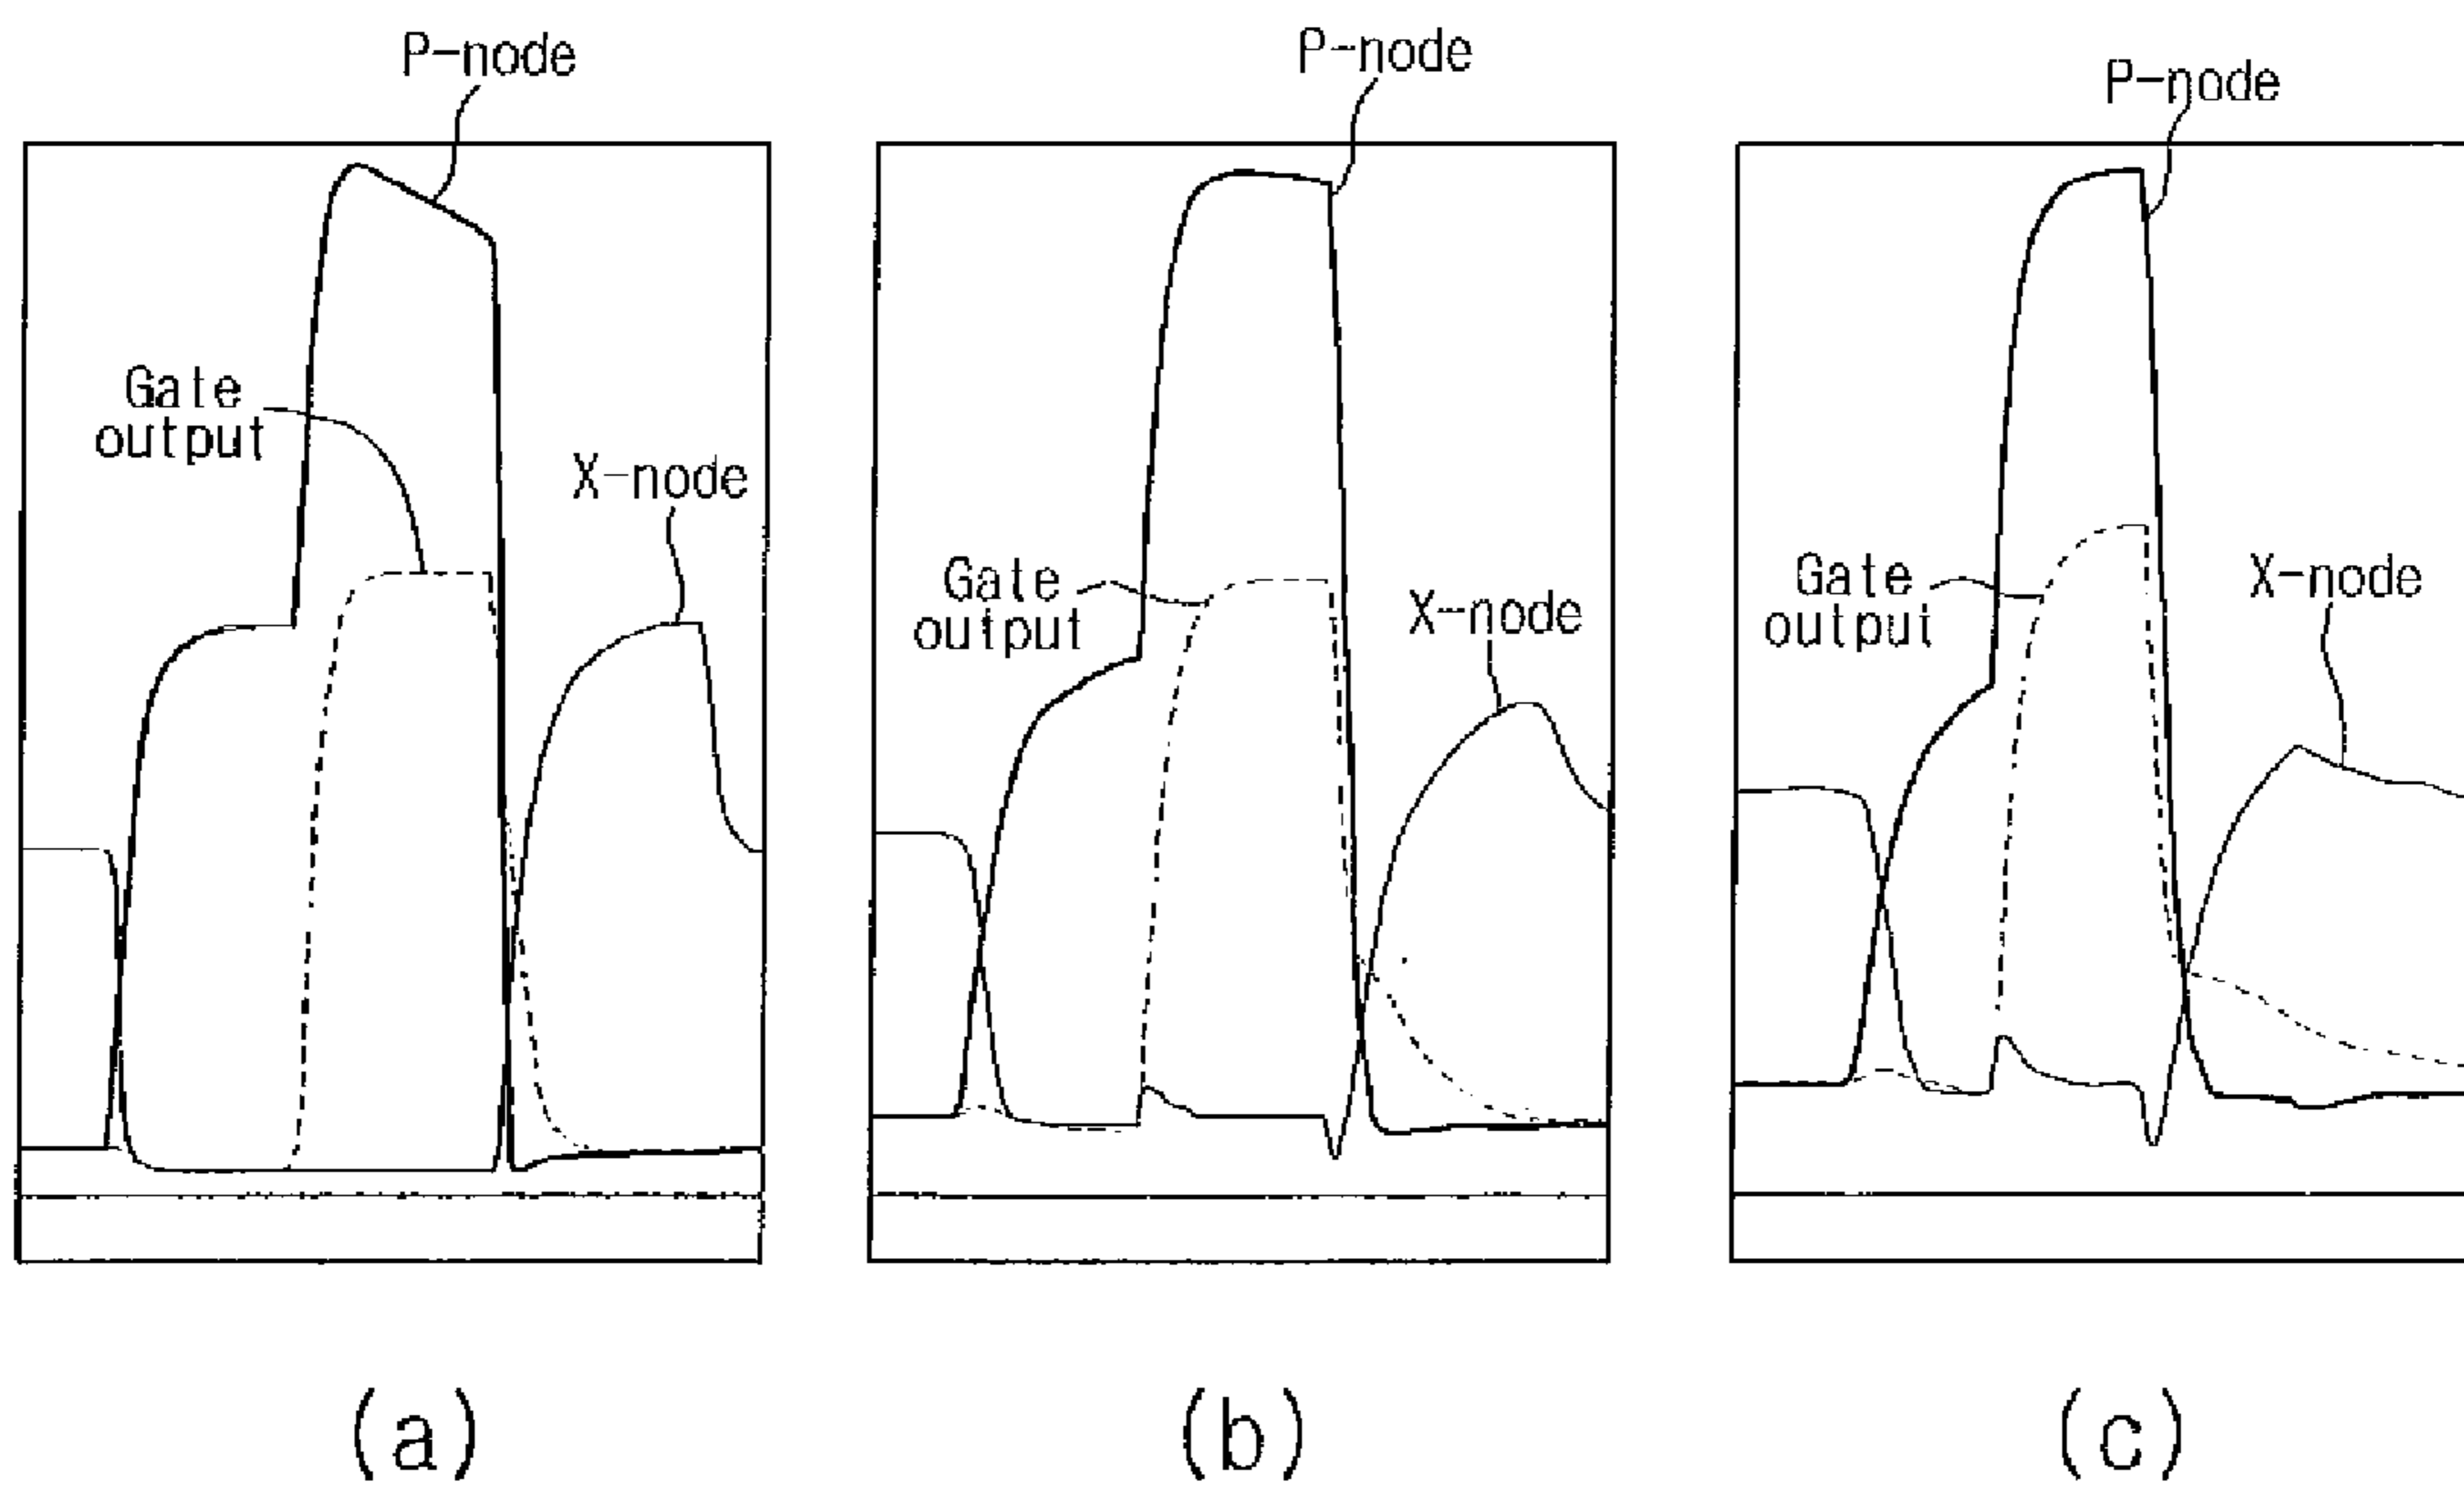 P-node
Gate
output
X-node
(a)
P-node
Gate
output
X-node
(b)
P-node
Gate
output
X-node
(c)